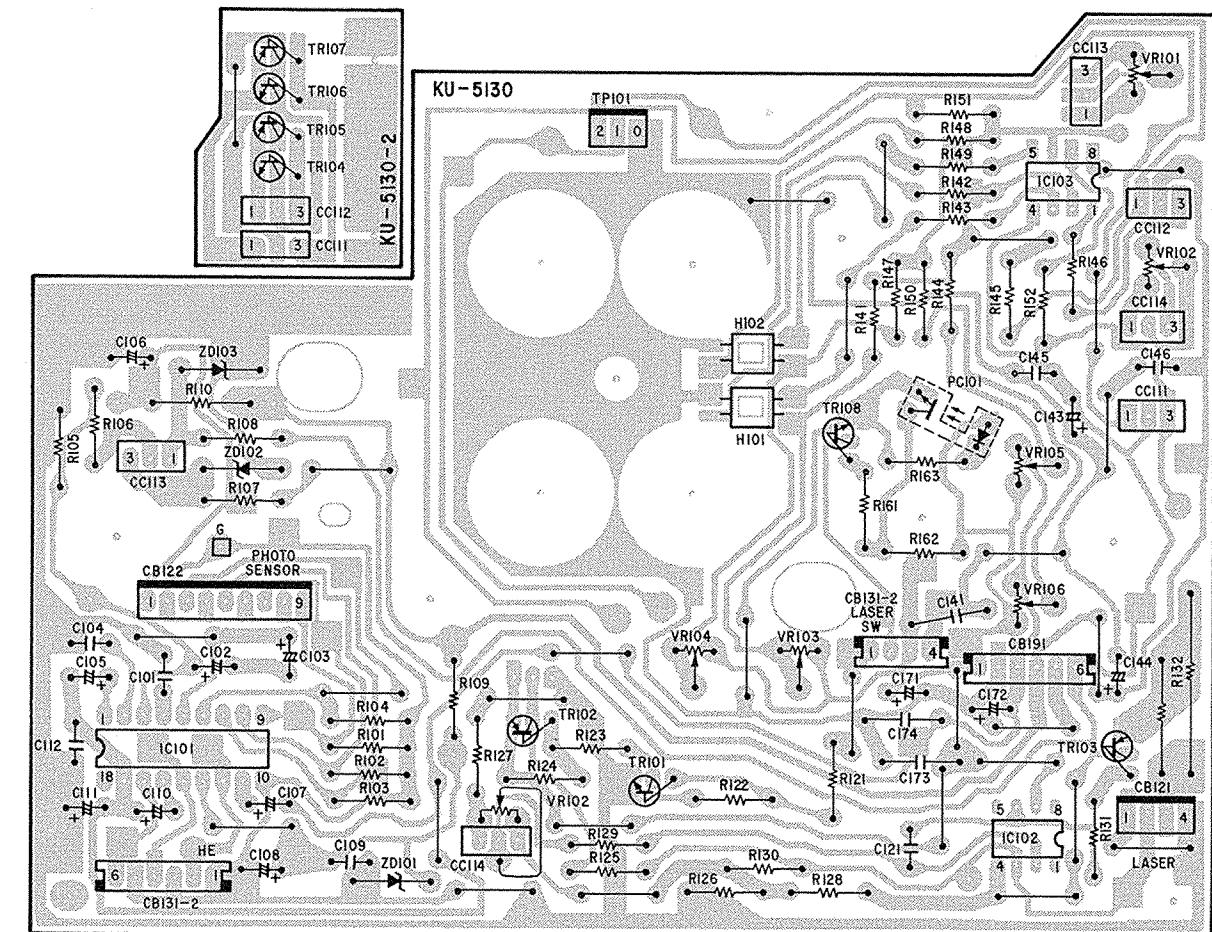 TR107
TR106
TR105
TR104
1 3 CC112
1 3 CC111
KU-5130-2
KU-5130
TP101
2 1 0
CC113
3
1
VR101
R151
R148
R149
R142
R143
5 8
IC103
4 1
1 3
CC112
VR102
R147
R150
R144
R141
R145
R152
R146
CC114
1 3
C106
ZD103
R110
R108
ZD102
R107
R106
R105
3 1
CC113
H102
H101
C145
C146
PC101
TR108
C143
CC111
1 3
VR105
R163
R161
R162
G
PHOTO
SENSOR
CB122
1 9
CB131-2
LASER
SW
1 4
C141
VR106
CB191
1 6
C104
C105
C102
C101
C103
R109
VR104
VR103
C171
C172
C144
R132
1 9
IC101
18 10
C112
R104
R101
R102
R103
R127
TR102
R123
C174
C173
TR103
C111
C110
C107
R124
TR101
R122
R121
VR102
CB121
1 4
LASER
5 8
IC102
4 1
R131
HE
6 1
CB131-2
C108
C109
ZD101
CC114
R129
R125
R130
R126
R128
C121